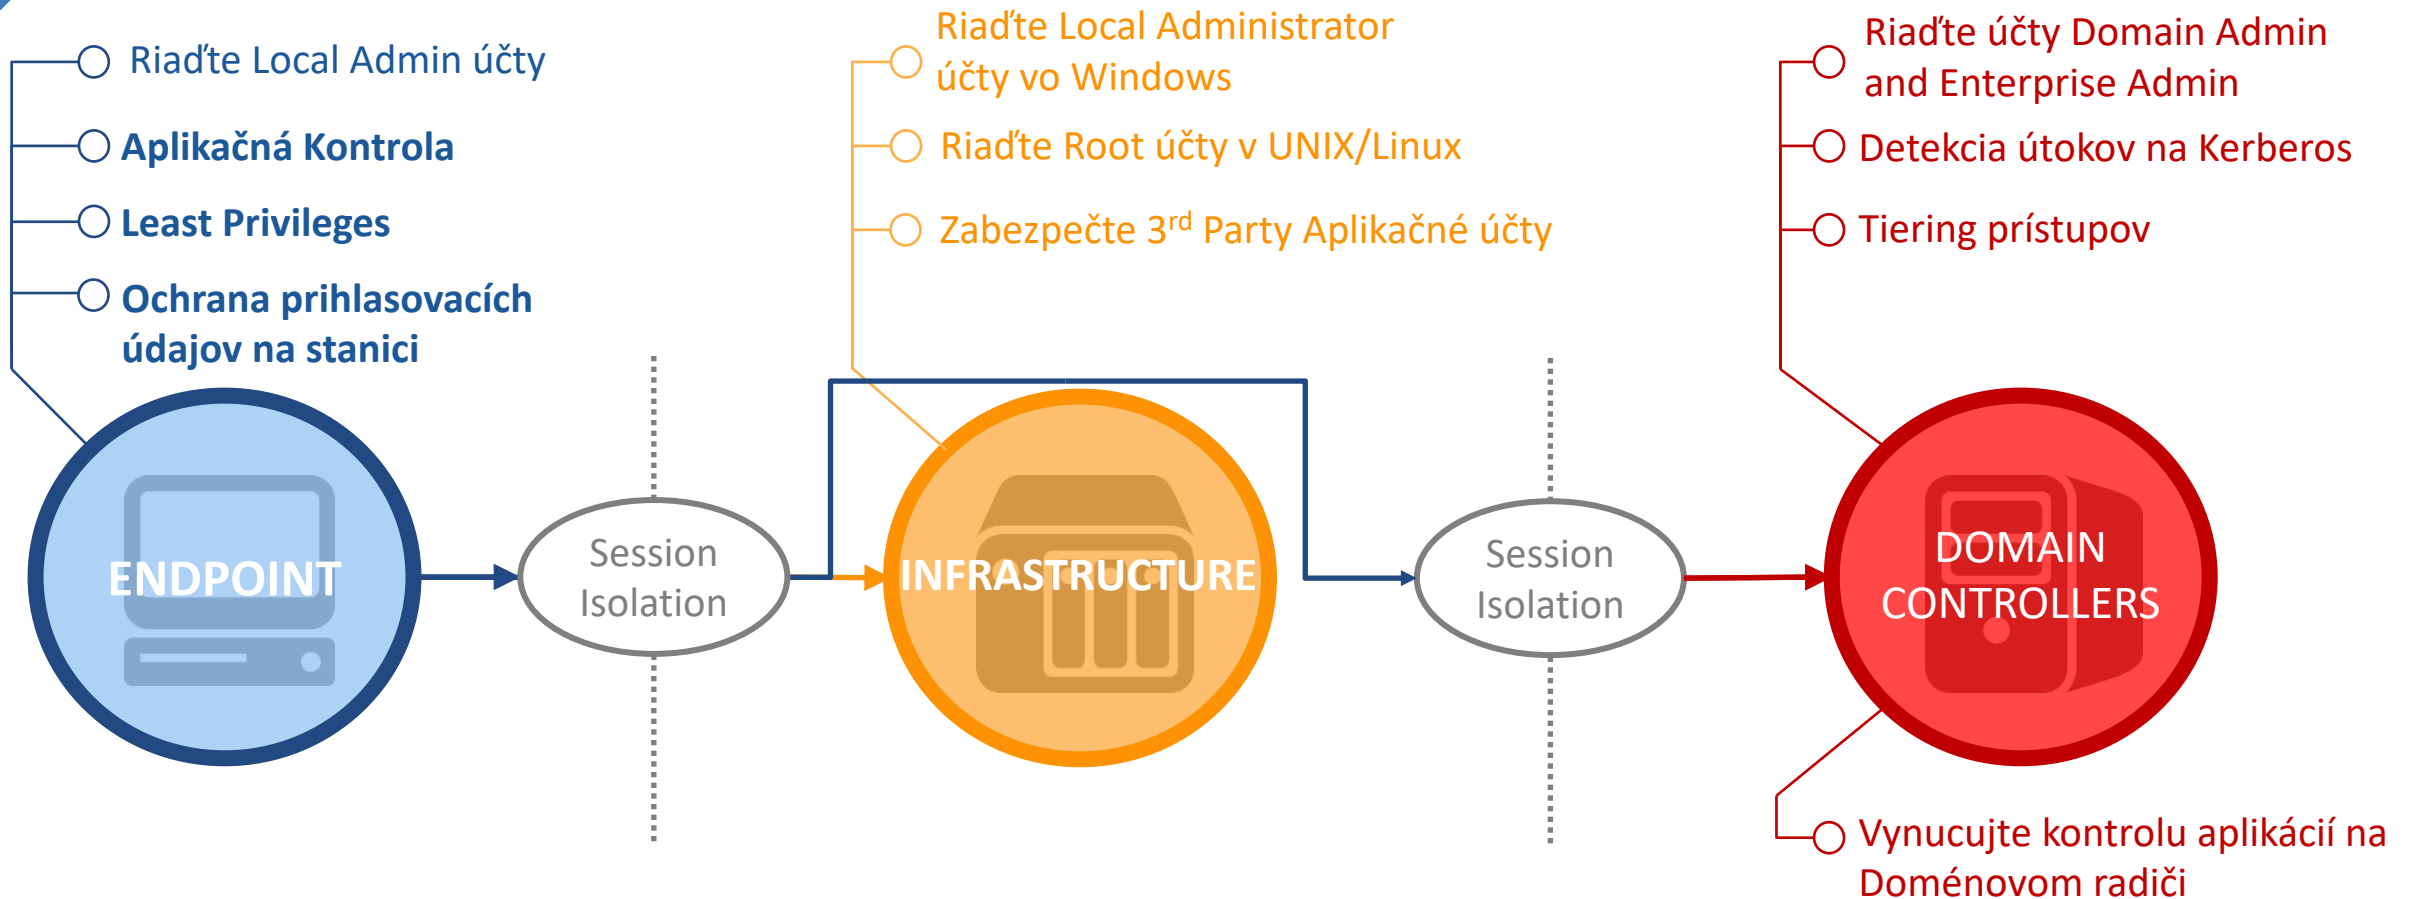 Riaďte Local Admin účty
Aplikačná Kontrola
Least Privileges
Ochrana prihlasovacích
údajov na stanici
ENDPOINT
Session
Isolation
Riaďte Local Administrator
účty vo Windows
Riaďte Root účty v UNIX/Linux
Zabezpečte 3rd Party Aplikačné účty
INFRASTRUCTURE
Session
Isolation
Riaďte účty Domain Admin
and Enterprise Admin
Detekcia útokov na Kerberos
Tiering prístupov
DOMAIN
CONTROLLERS
Vynucujte kontrolu aplikácií na
Doménovom radiči